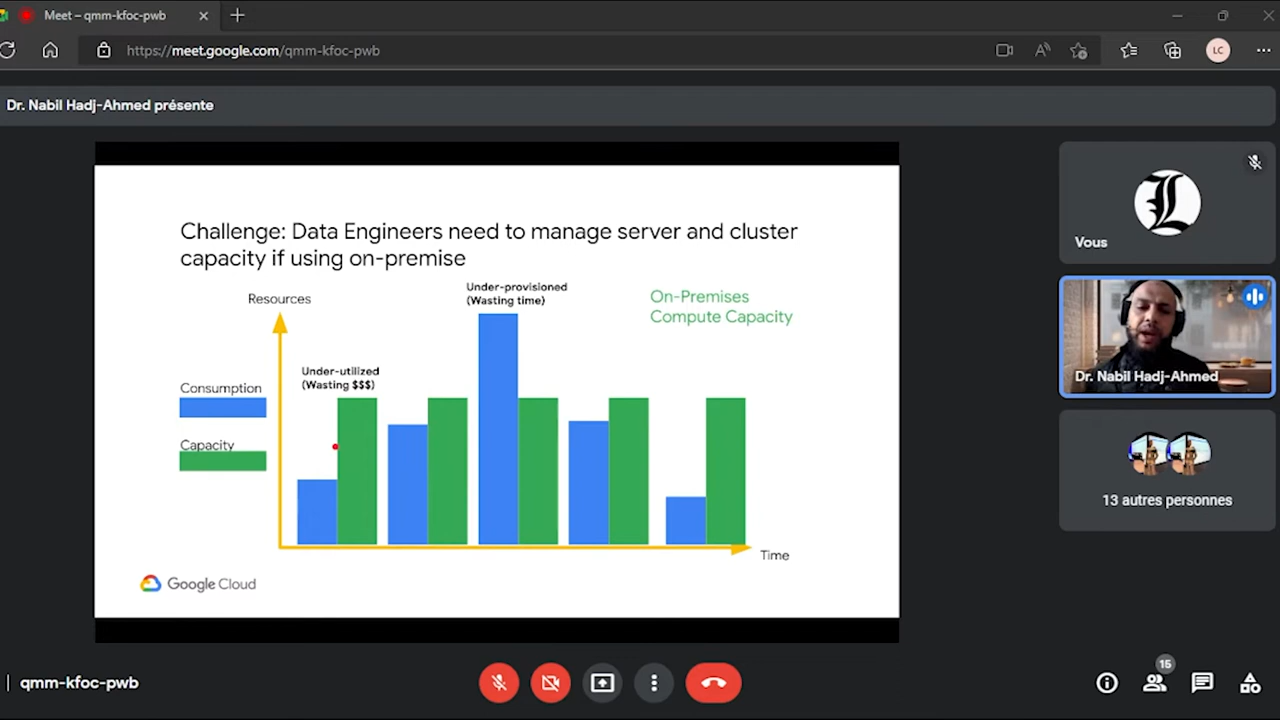 Meet – qmm-kfoc-pwb
https://meet.google.com/qmm-kfoc-pwb
LC
Dr. Nabil Hadj-Ahmed présente
Challenge: Data Engineers need to manage server and cluster
capacity if using on-premise
Resources
Under-provisioned
(Wasting time)
On-Premises
Compute Capacity
Under-utilized
(Wasting $$$)
Consumption
Capacity
Time
Google Cloud
L
Vous
Dr. Nabil Hadj-Ahmed
13 autres personnes
qmm-kfoc-pwb
15